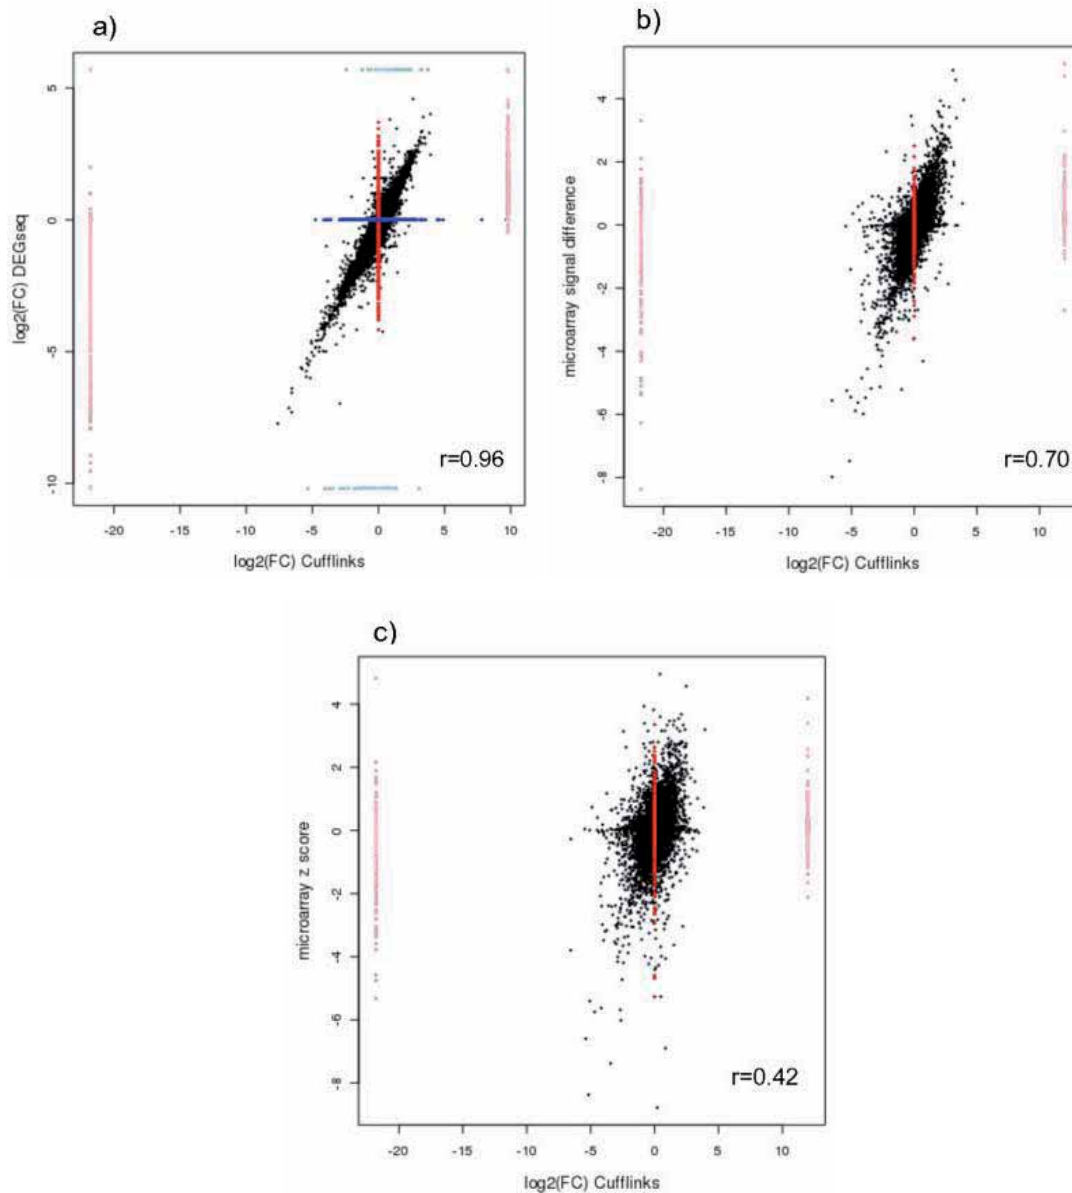 a)
5
0
-5
-10
log2(FC) DEGseq
r=0.96
-20 -15 -10 -5 0 5 10
log2(FC) Cufflinks
b)
4
2
0
-2
-4
-6
-8
microarray signal difference
r=0.70
-20 -15 -10 -5 0 5 10
log2(FC) Cufflinks
c)
4
2
0
-2
-4
-6
-8
microarray z score
r=0.42
-20 -15 -10 -5 0 5 10
log2(FC) Cufflinks